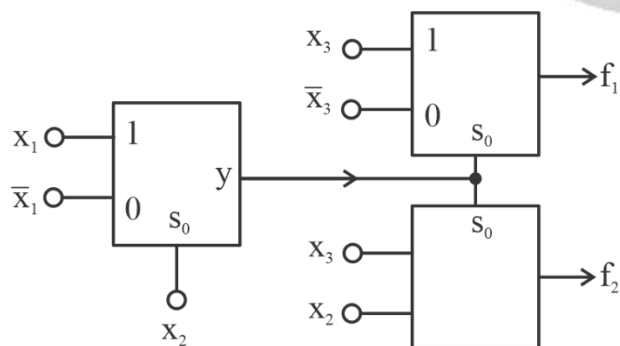 x₃
1
f₁
x̄₃
0
s₀
x₁
1
y
x̄₁
0
s₀
x₂
s₀
x₃
f₂
x₂